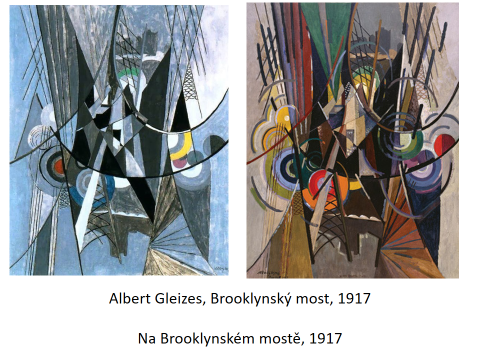 Albert Gleizes, Brooklynský most, 1917
Na Brooklynském mostě, 1917